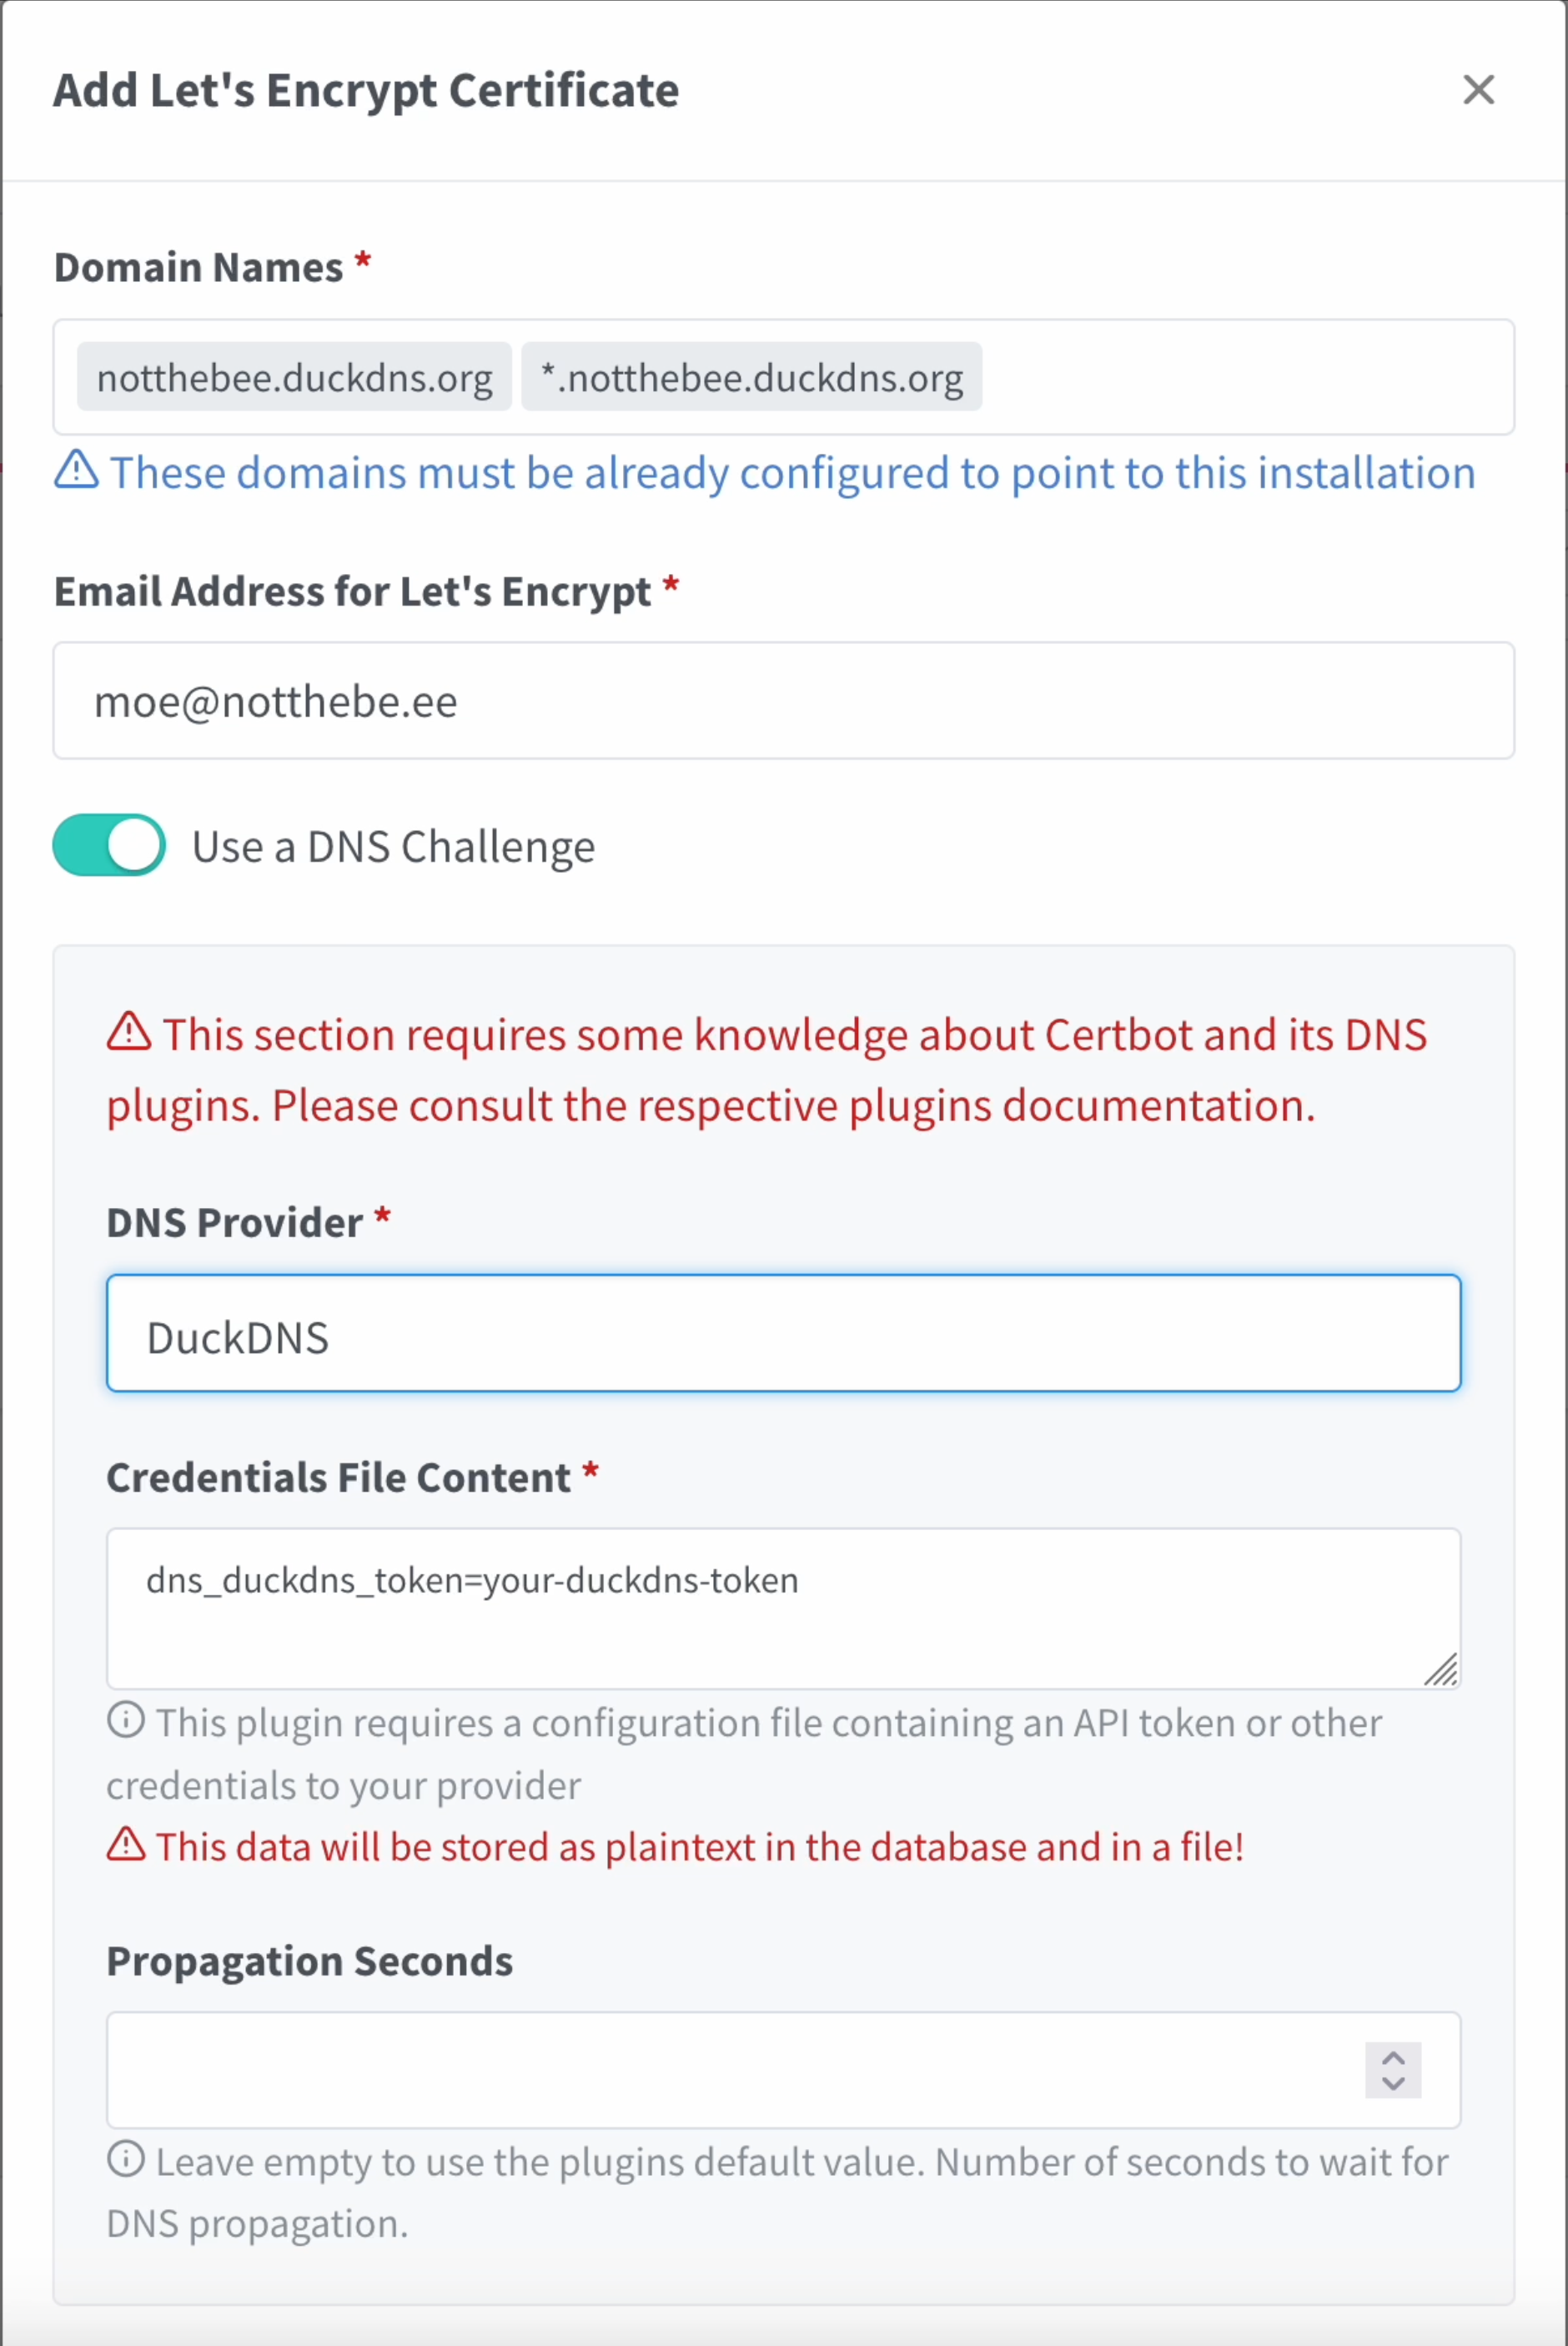 Add Let's Encrypt Certificate
Domain Names *
notthebee.duckdns.org *.notthebee.duckdns.org
These domains must be already configured to point to this installation
Email Address for Let's Encrypt *
moe@notthebe.ee
Use a DNS Challenge
This section requires some knowledge about Certbot and its DNS
plugins. Please consult the respective plugins documentation.
DNS Provider *
DuckDNS
Credentials File Content *
dns_duckdns_token=your-duckdns-token
This plugin requires a configuration file containing an API token or other
credentials to your provider
This data will be stored as plaintext in the database and in a file!
Propagation Seconds
Leave empty to use the plugins default value. Number of seconds to wait for
DNS propagation.